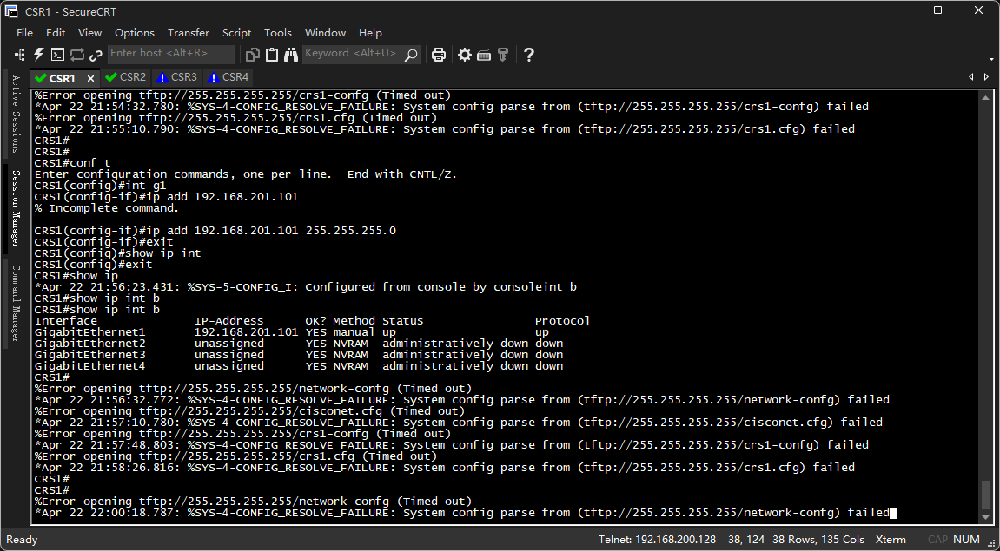 CSR1 - SecureCRT
File Edit View Options Transfer Script Tools Window Help
Enter host <Alt+R> Keyword <Alt+U>
CSR1 CSR2 CSR3 CSR4
Active Sessions
Session Manager
Command Manager
%Error opening tftp://255.255.255.255/crs1-confg (Timed out)
*Apr 22 21:54:32.780: %SYS-4-CONFIG_RESOLVE_FAILURE: System config parse from (tftp://255.255.255.255/crs1-confg) failed
%Error opening tftp://255.255.255.255/crs1.cfg (Timed out)
*Apr 22 21:55:10.790: %SYS-4-CONFIG_RESOLVE_FAILURE: System config parse from (tftp://255.255.255.255/crs1.cfg) failed
CRS1#
CRS1#
CRS1#conf t
Enter configuration commands, one per line.  End with CNTL/Z.
CRS1(config)#int g1
CRS1(config-if)#ip add 192.168.201.101
% Incomplete command.
CRS1(config-if)#ip add 192.168.201.101 255.255.255.0
CRS1(config-if)#exit
CRS1(config)#show ip int
CRS1(config)#exit
CRS1#show ip
*Apr 22 21:56:23.431: %SYS-5-CONFIG_I: Configured from console by consoleint b
CRS1#show ip int b
CRS1#show ip int b
Interface              IP-Address      OK? Method Status                Protocol
GigabitEthernet1       192.168.201.101 YES manual up                    up
GigabitEthernet2       unassigned      YES NVRAM  administratively down down
GigabitEthernet3       unassigned      YES NVRAM  administratively down down
GigabitEthernet4       unassigned      YES NVRAM  administratively down down
CRS1#
%Error opening tftp://255.255.255.255/network-confg (Timed out)
*Apr 22 21:56:32.772: %SYS-4-CONFIG_RESOLVE_FAILURE: System config parse from (tftp://255.255.255.255/network-confg) failed
%Error opening tftp://255.255.255.255/cisconet.cfg (Timed out)
*Apr 22 21:57:10.780: %SYS-4-CONFIG_RESOLVE_FAILURE: System config parse from (tftp://255.255.255.255/cisconet.cfg) failed
%Error opening tftp://255.255.255.255/crs1-confg (Timed out)
*Apr 22 21:57:48.803: %SYS-4-CONFIG_RESOLVE_FAILURE: System config parse from (tftp://255.255.255.255/crs1-confg) failed
%Error opening tftp://255.255.255.255/crs1.cfg (Timed out)
*Apr 22 21:58:26.816: %SYS-4-CONFIG_RESOLVE_FAILURE: System config parse from (tftp://255.255.255.255/crs1.cfg) failed
CRS1#
CRS1#
%Error opening tftp://255.255.255.255/network-confg (Timed out)
*Apr 22 22:00:18.787: %SYS-4-CONFIG_RESOLVE_FAILURE: System config parse from (tftp://255.255.255.255/network-confg) failed
Ready Telnet: 192.168.200.128 38, 124 38 Rows, 135 Cols Xterm CAP NUM